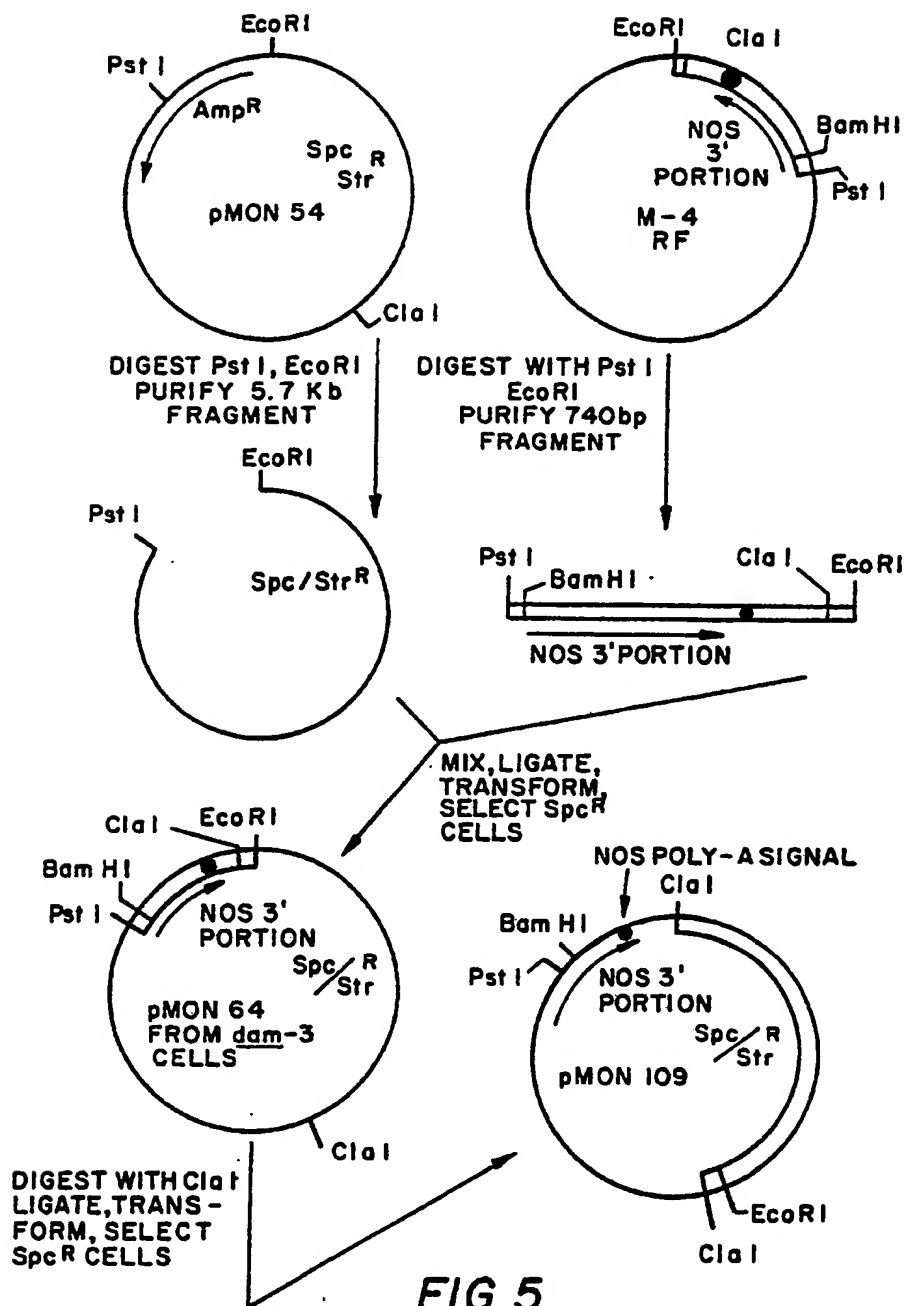 EcoRI
Pst I
Amp R
Spc R
Str
pMON 54
Cla I
EcoRI
Cla I
NOS
3'
PORTION
BamHI
Pst I
M-4
RF
DIGEST Pst I, EcoRI
PURIFY 5.7 Kb
FRAGMENT
DIGEST WITH Pst I
EcoRI
PURIFY 740bp
FRAGMENT
EcoRI
Pst I
Spc/Str R
Pst I
BamHI
Cla I
EcoRI
NOS 3' PORTION
MIX, LIGATE,
TRANSFORM,
SELECT Spc R
CELLS
Cla I
EcoRI
Bam HI
Pst I
NOS 3'
PORTION
Spc/ R
Str
pMON 64
FROM dam-3
CELLS
Cla I
NOS POLY-A SIGNAL
Cla I
Bam HI
Pst I
NOS 3'
PORTION
Spc/ R
Str
pMON 109
EcoRI
Cla I
DIGEST WITH Cla I
LIGATE, TRANS-
FORM, SELECT
Spc R CELLS
FIG 5